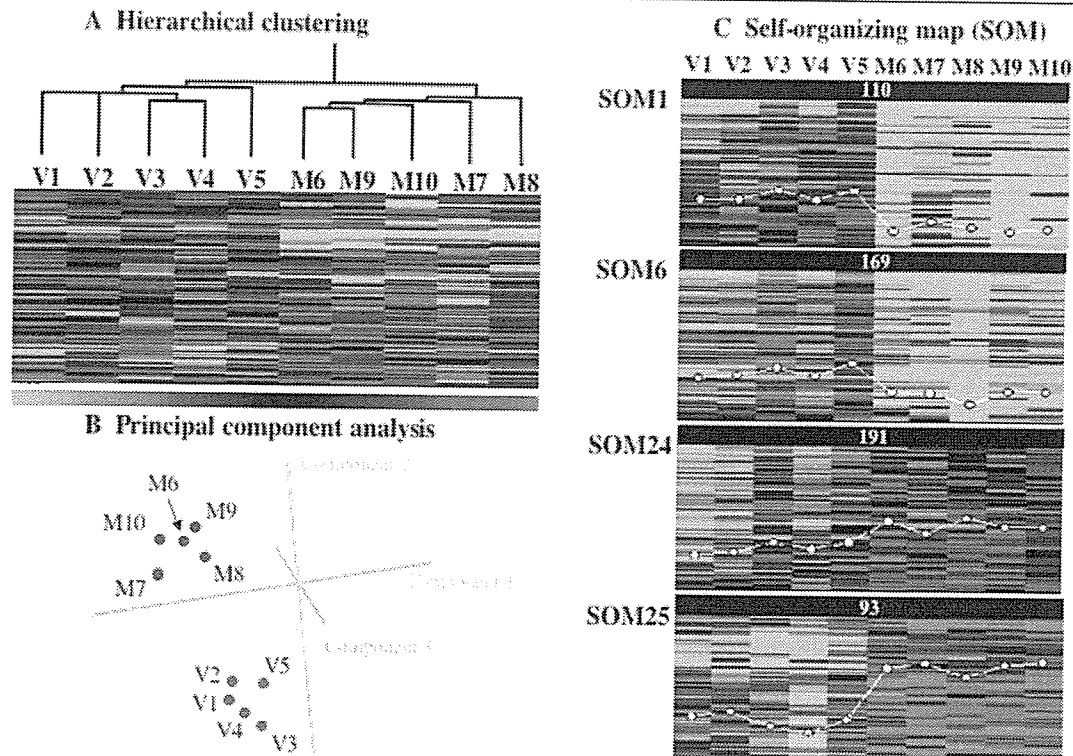 A Hierarchical clustering
V1 V2 V3 V4 V5 M6 M9 M10 M7 M8
B Principal component analysis
M6
M10 M9
M7 M8
V2 V5
V1
V4 V3
C Self-organizing map (SOM)
V1 V2 V3 V4 V5 M6 M7 M8 M9 M10
SOM1
110
SOM6
169
SOM24
191
SOM25
93